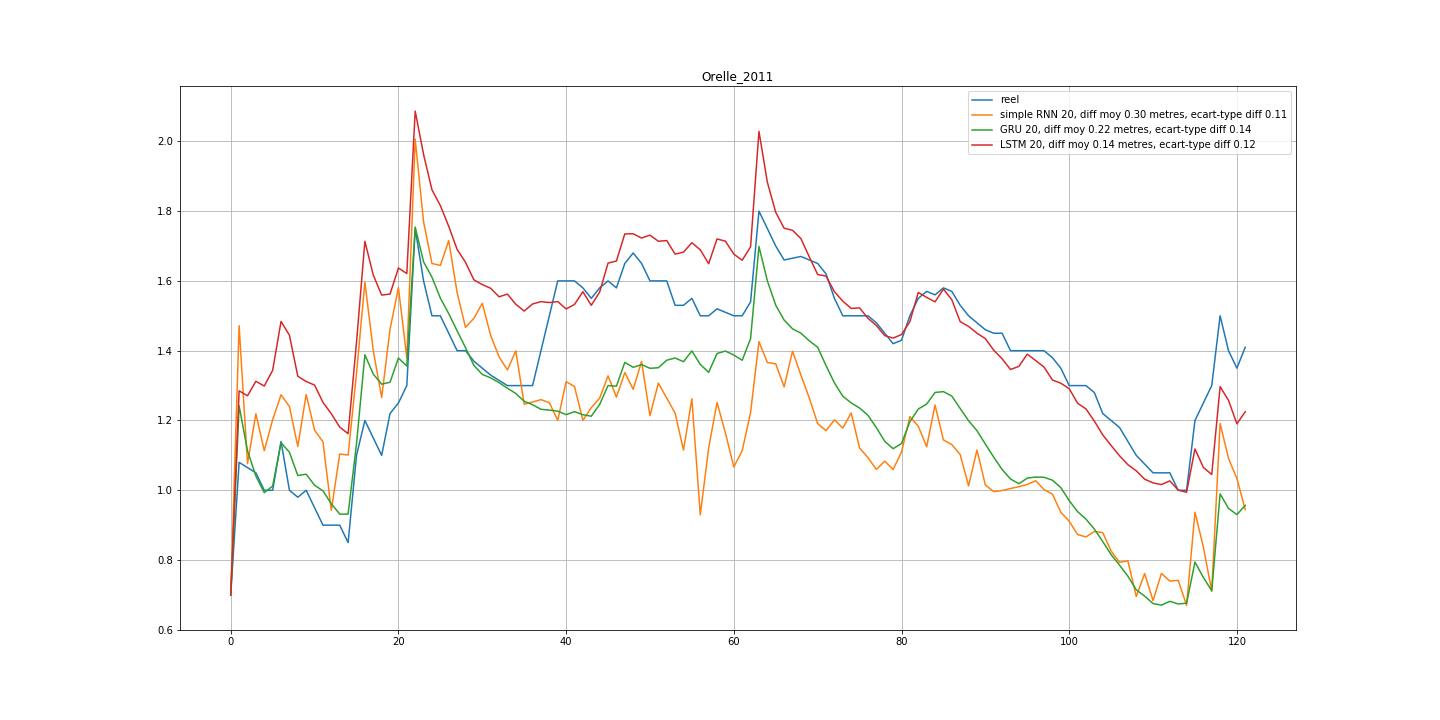 Orelle_2011
reel
simple RNN 20, diff moy 0.30 metres, ecart-type diff 0.11
GRU 20, diff moy 0.22 metres, ecart-type diff 0.14
LSTM 20, diff moy 0.14 metres, ecart-type diff 0.12
2.0
1.8
1.6
1.4
1.2
1.0
0.8
0.6
0 20 40 60 80 100 120